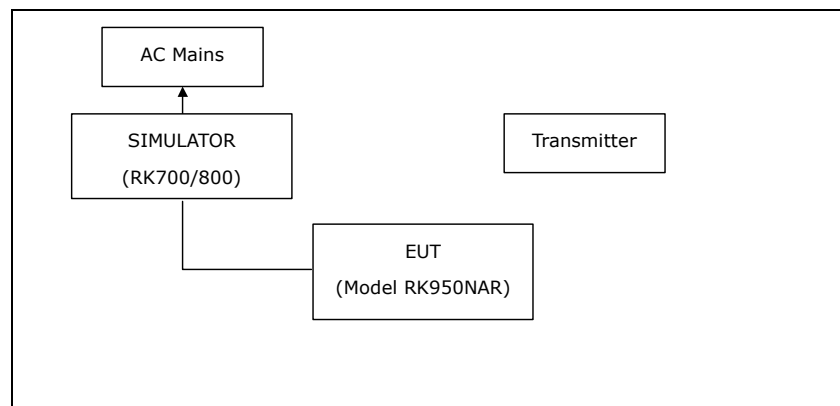 AC Mains
SIMULATOR
(RK700/800)
Transmitter
EUT
(Model RK950NAR)